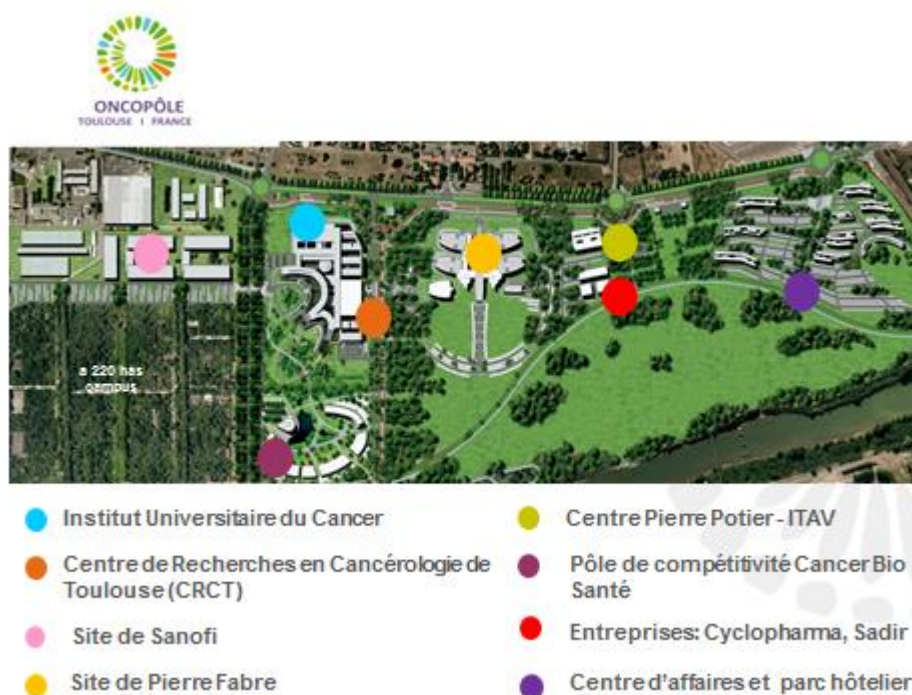 ONCOPÔLE
TOULOUSE I FRANCE
a 220 has
campus
Institut Universitaire du Cancer
Centre de Recherches en Cancérologie de
Toulouse (CRCT)
Site de Sanofi
Site de Pierre Fabre
Centre Pierre Potier - ITAV
Pôle de compétitivité Cancer Bio
Santé
Entreprises: Cyclopharma, Sadir
Centre d'affaires et parc hôtelier